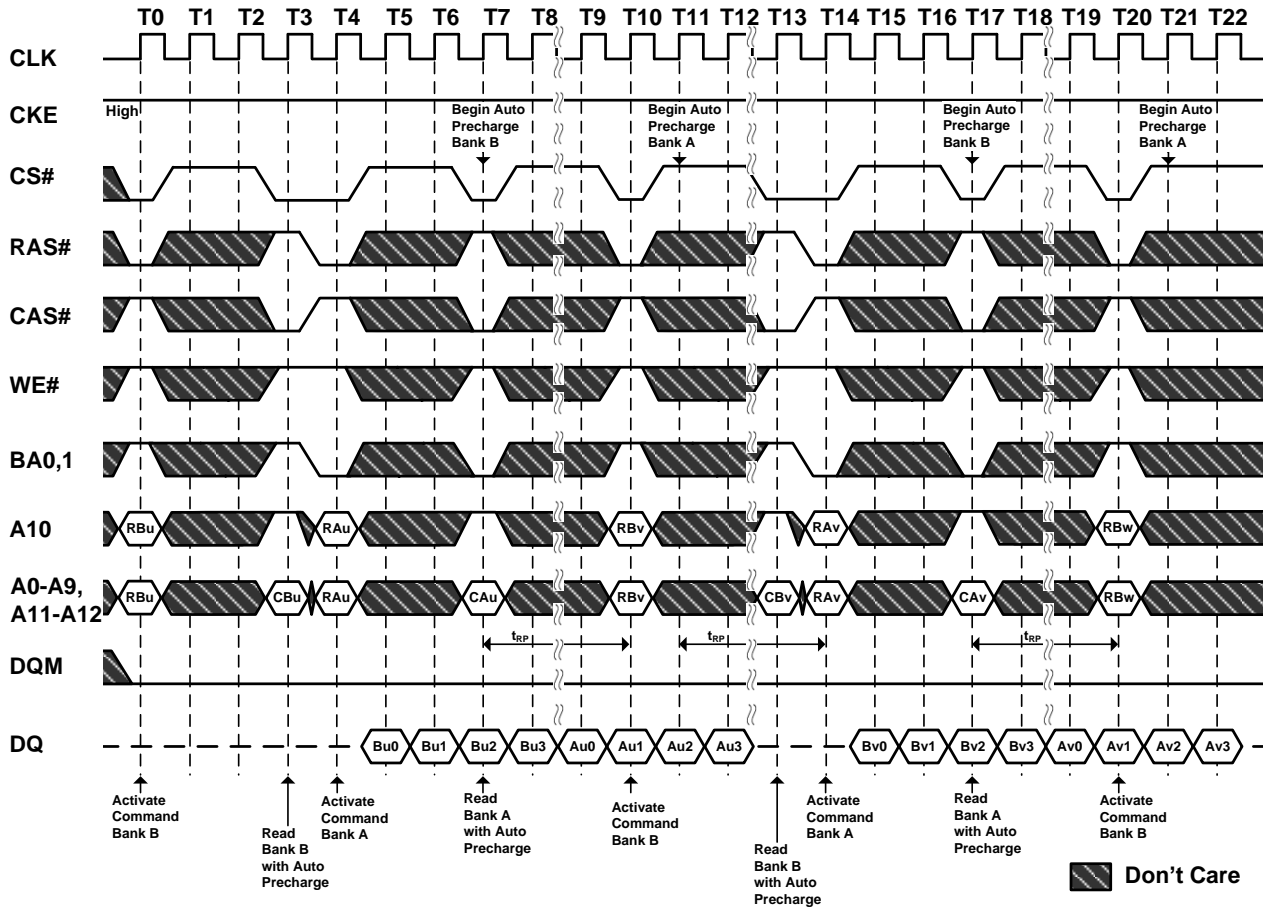 T0 T1 T2 T3 T4 T5 T6 T7 T8 T9 T10 T11 T12 T13 T14 T15 T16 T17 T18 T19 T20 T21 T22
CLK
CKE
High
Begin Auto
Precharge
Bank B
Begin Auto
Precharge
Bank A
Begin Auto
Precharge
Bank B
Begin Auto
Precharge
Bank A
CS#
RAS#
CAS#
WE#
BA0,1
A10
RBu RAu RBv RAv RBw
A0-A9,
A11-A12
RBu CBu RAu CAu RBv CBv RAv CAv RBw
tRP tRP tRP
DQM
DQ
Bu0 Bu1 Bu2 Bu3 Au0 Au1 Au2 Au3 Bv0 Bv1 Bv2 Bv3 Av0 Av1 Av2 Av3
Activate
Command
Bank B
Read
Bank B
with Auto
Precharge
Activate
Command
Bank A
Read
Bank A
with Auto
Precharge
Activate
Command
Bank B
Read
Bank B
with Auto
Precharge
Activate
Command
Bank A
Read
Bank A
with Auto
Precharge
Activate
Command
Bank B
Don't Care